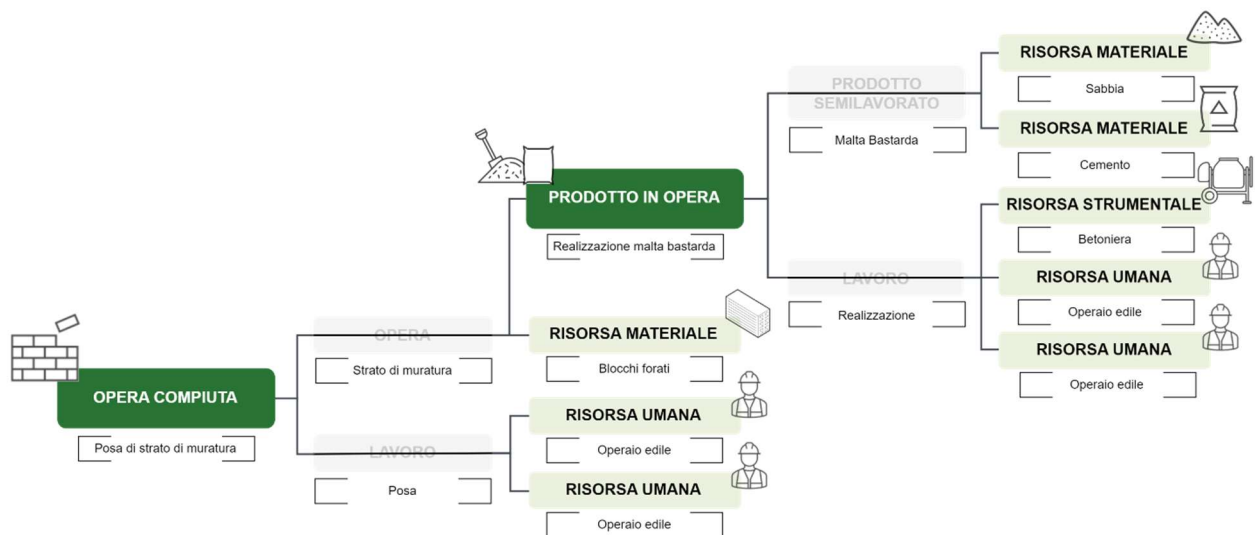 RISORSA MATERIALE
Sabbia
PRODOTTO
SEMILAVORATO
Malta Bastarda
RISORSA MATERIALE
Cemento
PRODOTTO IN OPERA
Realizzazione malta bastarda
RISORSA STRUMENTALE
Betoniera
LAVORO
Realizzazione
RISORSA UMANA
Operaio edile
RISORSA UMANA
Operaio edile
OPERA
Strato di muratura
RISORSA MATERIALE
Blocchi forati
OPERA COMPIUTA
Posa di strato di muratura
LAVORO
Posa
RISORSA UMANA
Operaio edile
RISORSA UMANA
Operaio edile